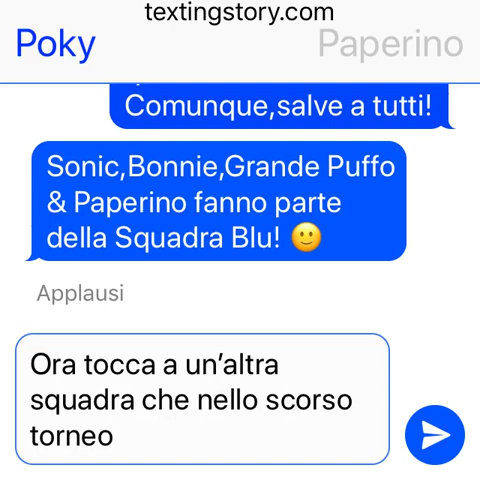 textingstory.com
Poky Paperino
Comunque,salve a tutti!
Sonic,Bonnie,Grande Puffo
& Paperino fanno parte
della Squadra Blu! 🙂
Applausi
Ora tocca a un’altra
squadra che nello scorso
torneo